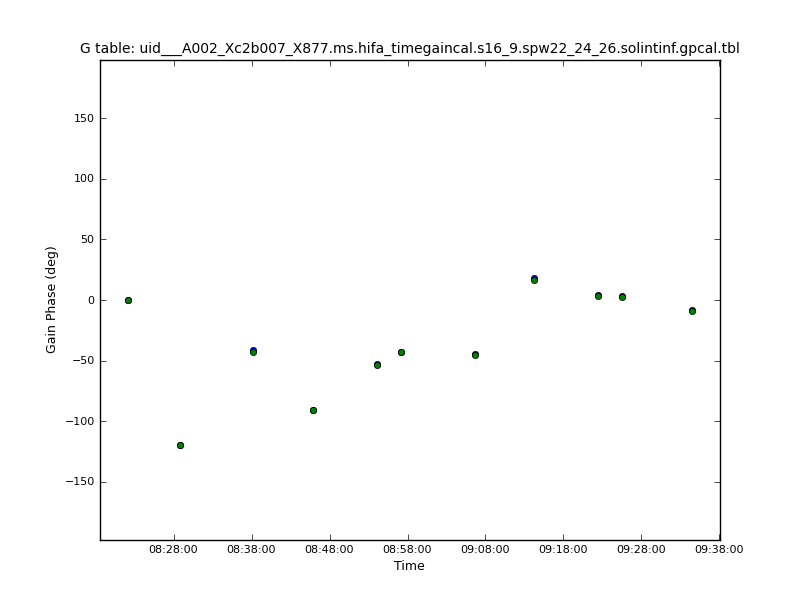 G table: uid___A002_Xc2b007_X877.ms.hifa_timegaincal.s16_9.spw22_24_26.solintinf.gpcal.tbl
150
100
50
0
−50
−100
−150
Gain Phase (deg)
08:28:00 08:38:00 08:48:00 08:58:00 09:08:00 09:18:00 09:28:00 09:38:00
Time